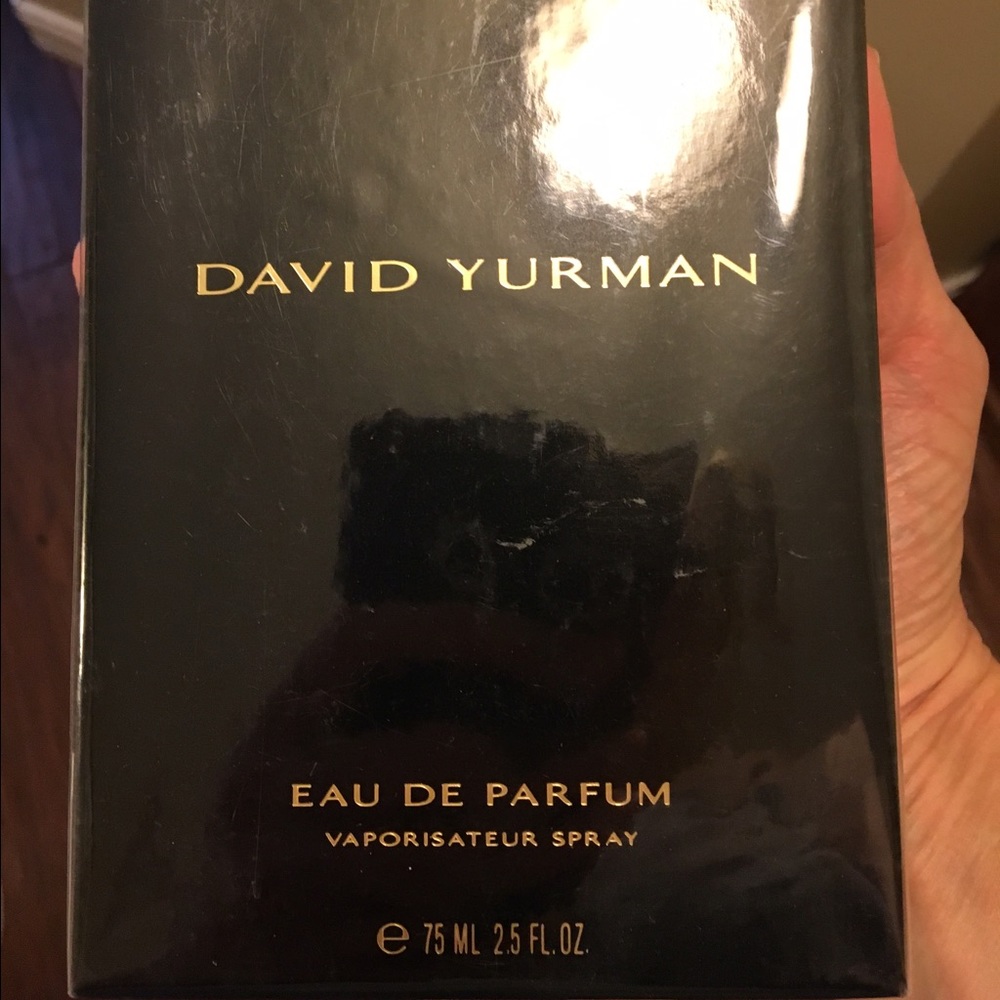 DAVID YURMAN
EAU DE PARFUM
VAPORISATEUR SPRAY
℮ 75 ML 2.5 FL.OZ.